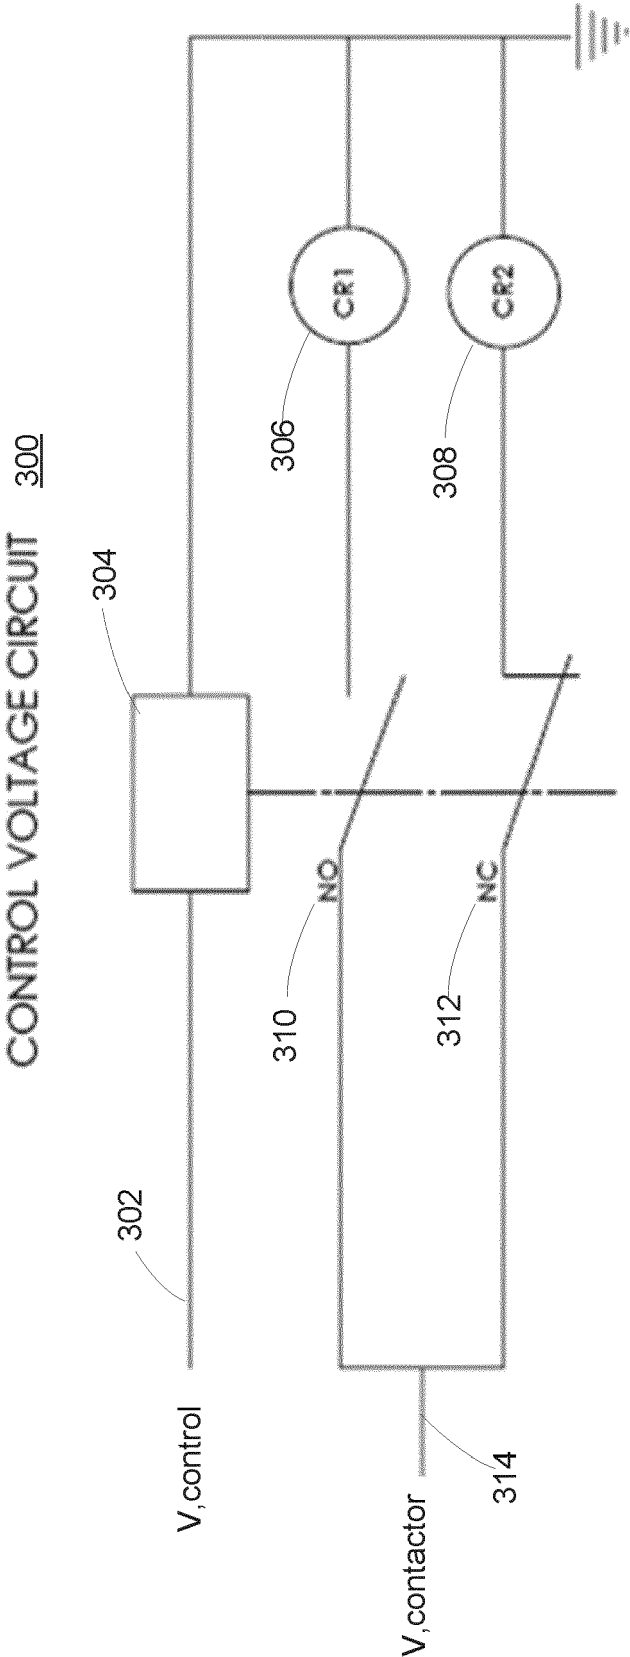 CONTROL VOLTAGE CIRCUIT 300
V,control
302
304
306
CR1
310
NO
308
CR2
312
NC
V,contactor
314